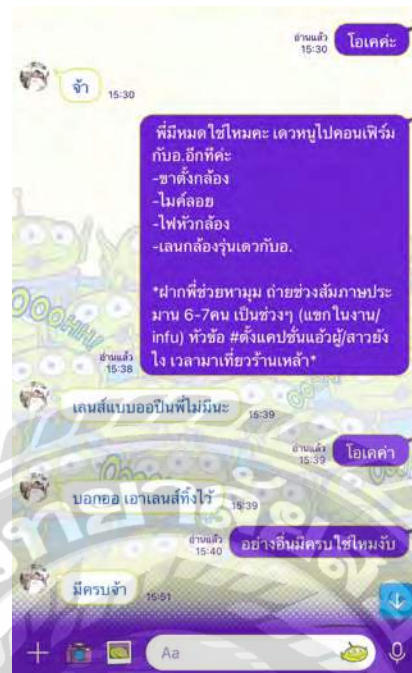 อ่านแล้ว
15:30
โอเคค่ะ
จ้า
15:30
พี่มีหมดใช่ไหมคะ เดวหนูไปคอนเฟิร์ม
กับอ.อีกทีค่ะ
-ขาตั้งกล้อง
-ไมค์ลอย
-ไฟหัวกล้อง
-เลนกล้องรุ่นเดวกับอ.
*ฝากพี่ช่วยหามุม ถ่ายช่วงสัมภาษประ
มาน 6-7คน เป็นช่วงๆ (แขกในงาน/
infu) หัวข้อ #ตั้งแคปชั่นแอ้วผู้/สาวยัง
ไง เวลามาเที่ยวร้านเหล้า*
อ่านแล้ว
15:38
เลนส์แบบออปืนพี่ไม่มีนะ
15:39
อ่านแล้ว
15:39
โอเคค่า
บอกออ เอาเลนส์ทิ้งไว้
15:39
อ่านแล้ว
15:40
อย่างอื่นมีครบใช่ไหมงับ
มีครบจ้า
15:51
Aa